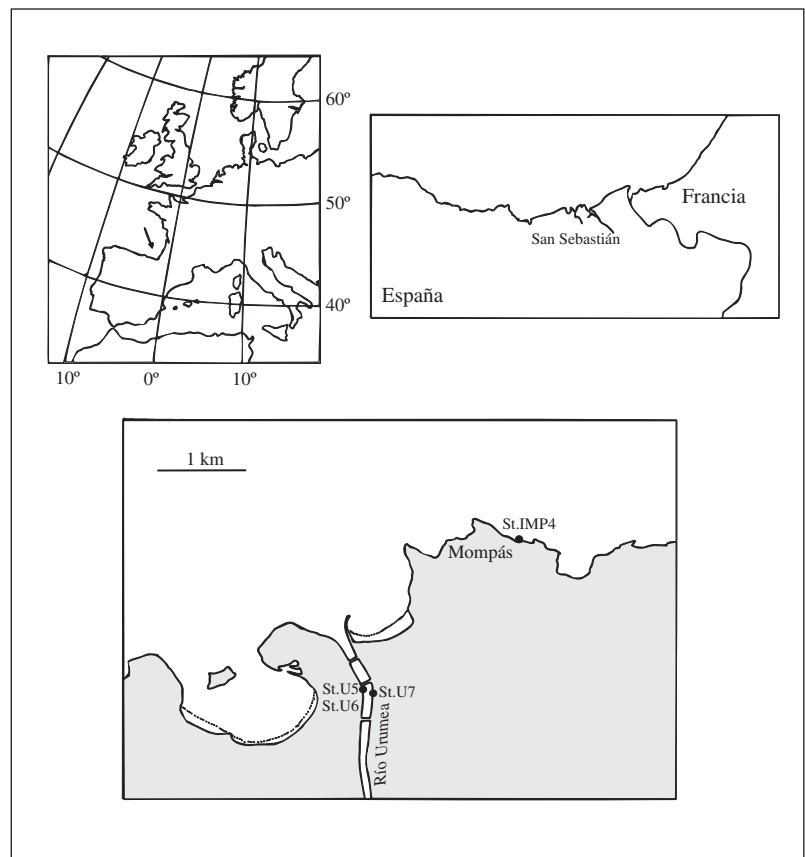 60º
50º
40º
10º 0º 10º
Francia
San Sebastián
España
1 km
St.IMP4
Mompás
St.U5 St.U7
St.U6
Río Urumea